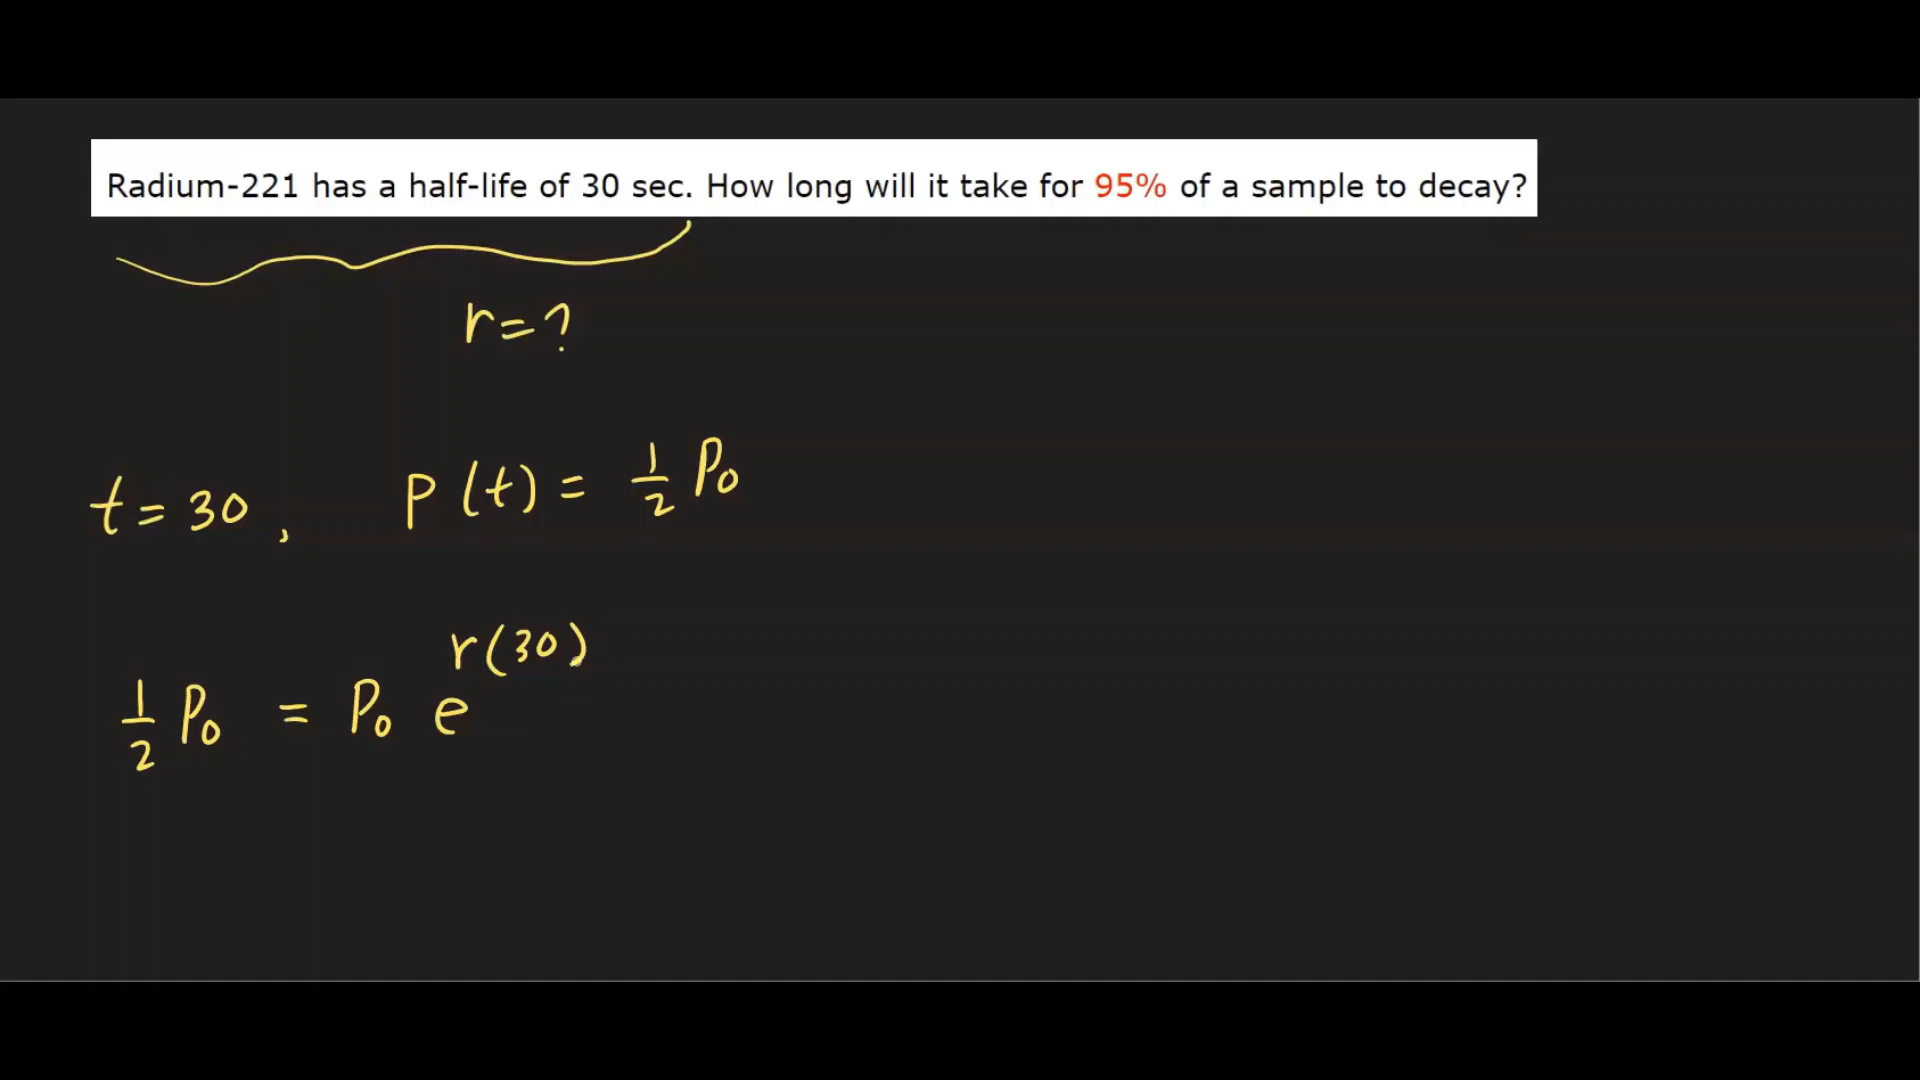 Radium-221 has a half-life of 30 sec. How long will it take for 95% of a sample to decay?
r=?
t=30, P(t)= 1/2 P₀
1/2 P₀ = P₀ e^r(30)